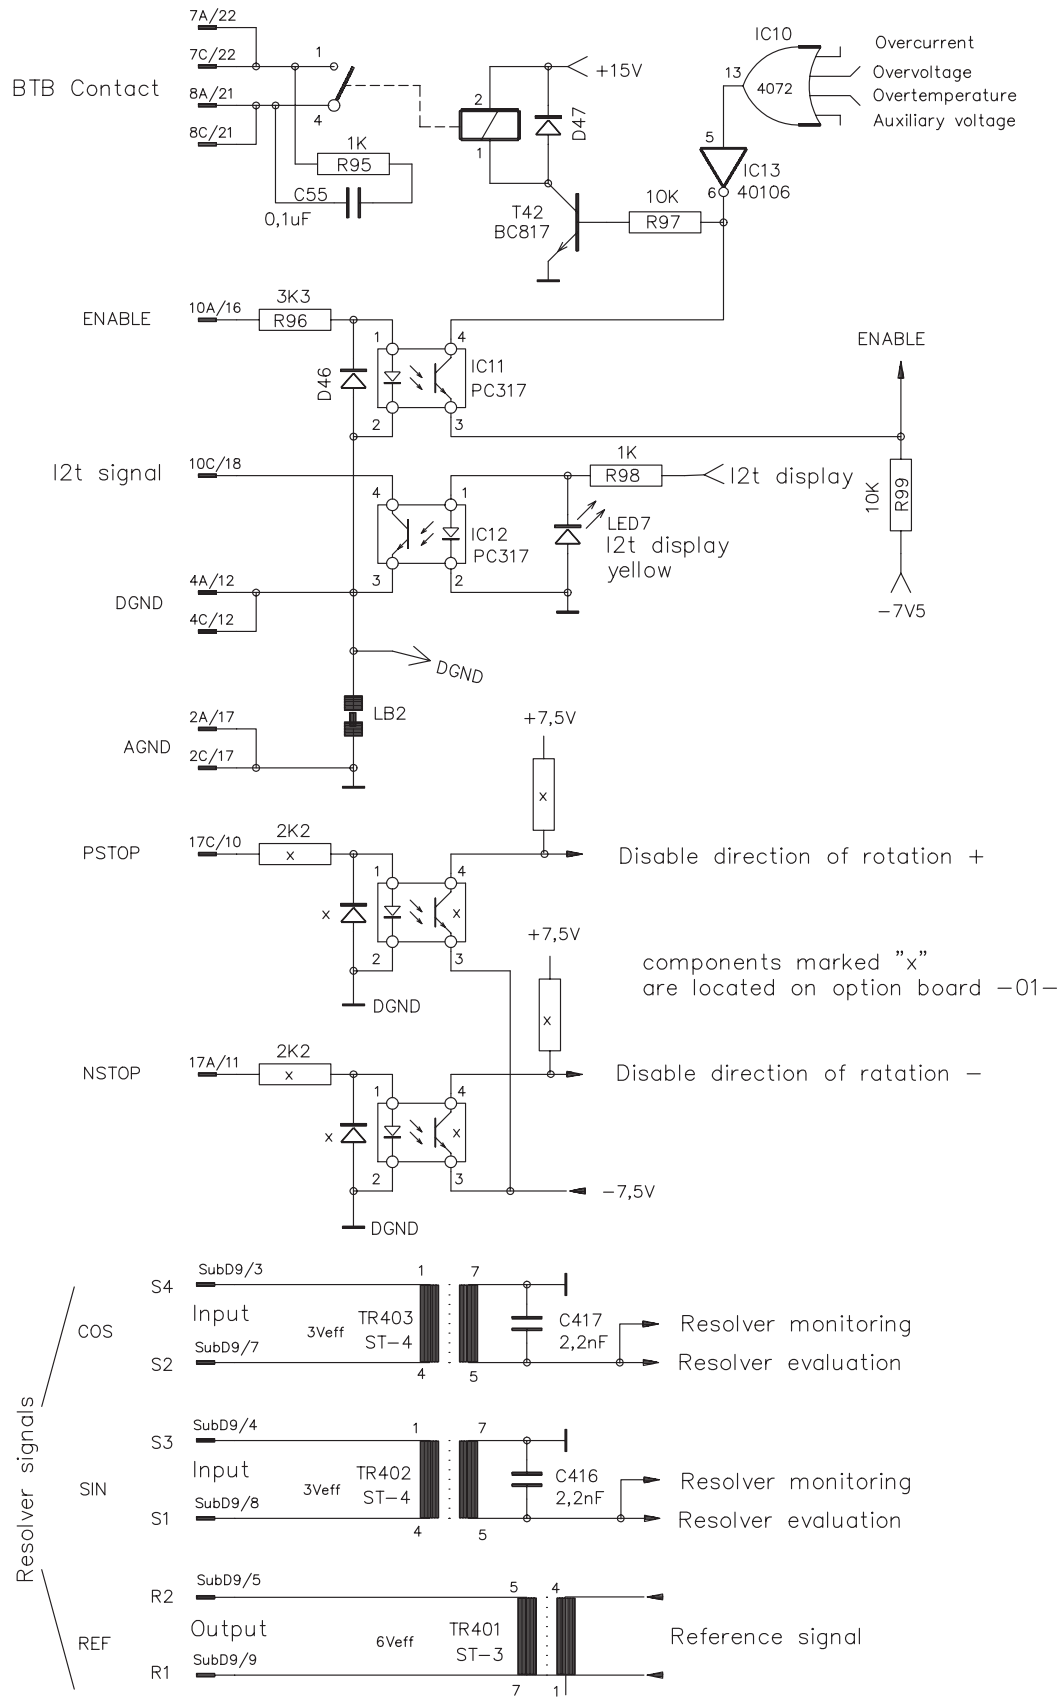 7A/22
7C/22
BTB Contact
8A/21
8C/21
1
4
1K
R95
C55
0,1uF
2
1
+15V
D47
T42
BC817
10K
R97
IC10
13
4072
Overcurrent
Overvoltage
Overtemperature
Auxiliary voltage
5
IC13
6
40106
ENABLE
10A/16
3K3
R96
D46
1
4
IC11
PC317
2
3
ENABLE
I2t signal
10C/18
4
1
IC12
PC317
3
2
1K
R98
I2t display
LED7
I2t display
yellow
10K
R99
-7V5
DGND
4A/12
4C/12
DGND
LB2
AGND
2A/17
2C/17
+7,5V
x
PSTOP
17C/10
2K2
x
x
1
4
x
2
3
DGND
Disable direction of rotation +
+7,5V
x
components marked "x"
are located on option board -01-
NSTOP
17A/11
2K2
x
x
1
4
x
2
3
DGND
Disable direction of ratation -
-7,5V
Resolver signals
COS
S4
SubD9/3
Input
3Veff
S2
SubD9/7
1
7
TR403
ST-4
4
5
C417
2,2nF
Resolver monitoring
Resolver evaluation
SIN
S3
SubD9/4
Input
3Veff
S1
SubD9/8
1
7
TR402
ST-4
4
5
C416
2,2nF
Resolver monitoring
Resolver evaluation
REF
R2
SubD9/5
Output
6Veff
R1
SubD9/9
5
4
TR401
ST-3
7
1
Reference signal